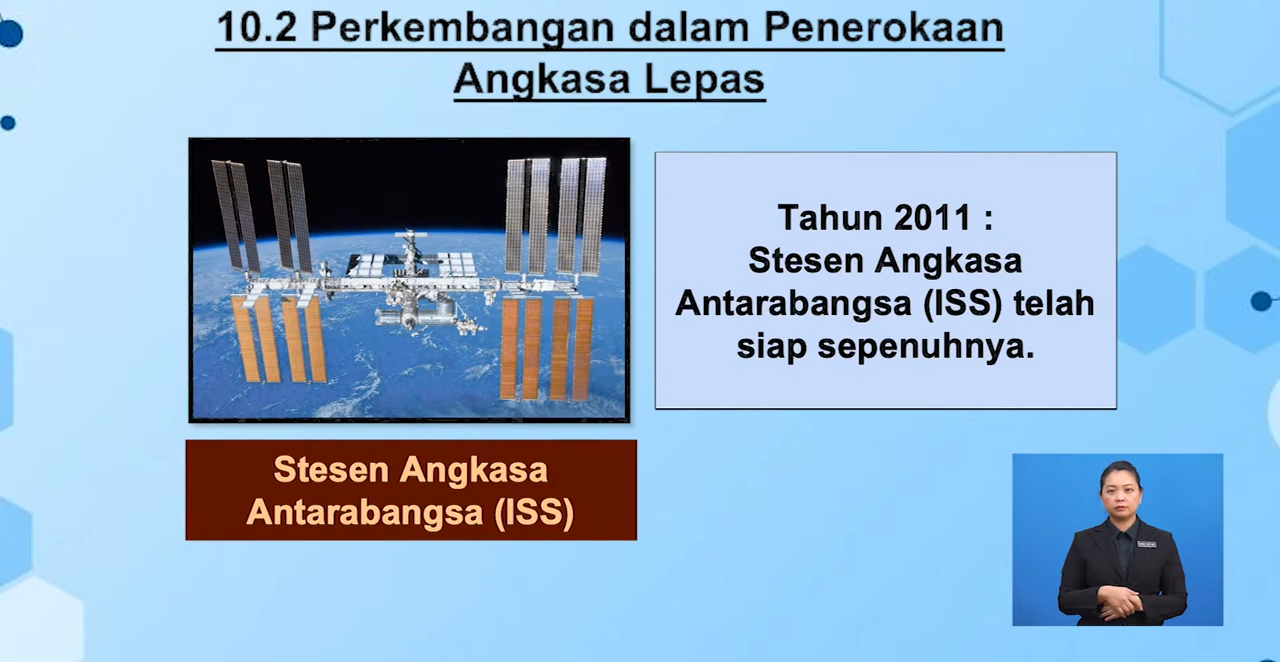 10.2 Perkembangan dalam Penerokaan
Angkasa Lepas
Tahun 2011 :
Stesen Angkasa
Antarabangsa (ISS) telah
siap sepenuhnya.
Stesen Angkasa
Antarabangsa (ISS)